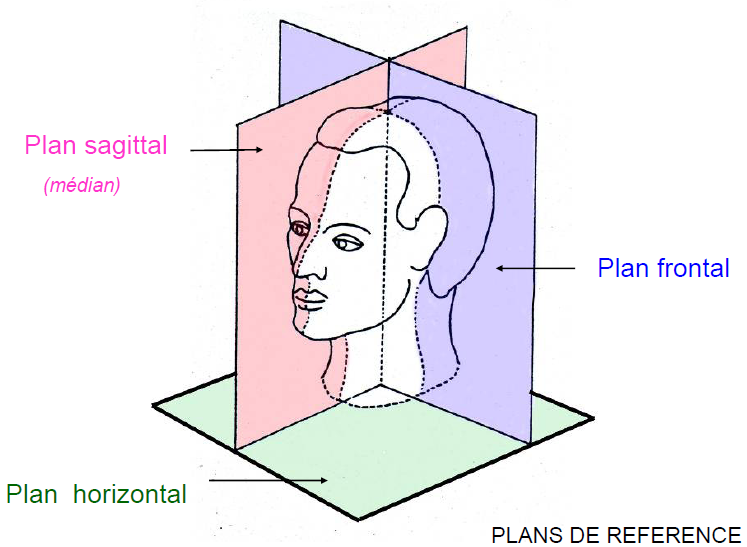 Plan sagittal
(médian)
Plan frontal
Plan horizontal
PLANS DE REFERENCE